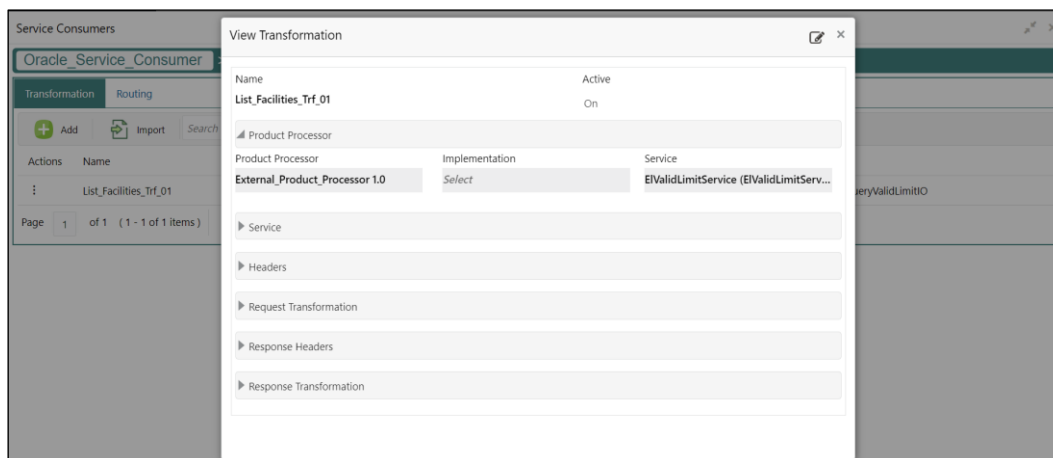 Service Consumers
Oracle_Service_Consumer
Transformation Routing
Add Import Search
Actions Name
List_Facilities_Trf_01
Page 1 of 1 ( 1 - 1 of 1 items )
View Transformation
×
Name Active
List_Facilities_Trf_01 On
Product Processor
Product Processor Implementation Service
External_Product_Processor 1.0 Select ElValidLimitService (ElValidLimitServ...
Service
Headers
Request Transformation
Response Headers
Response Transformation
ueryValidLimitIO